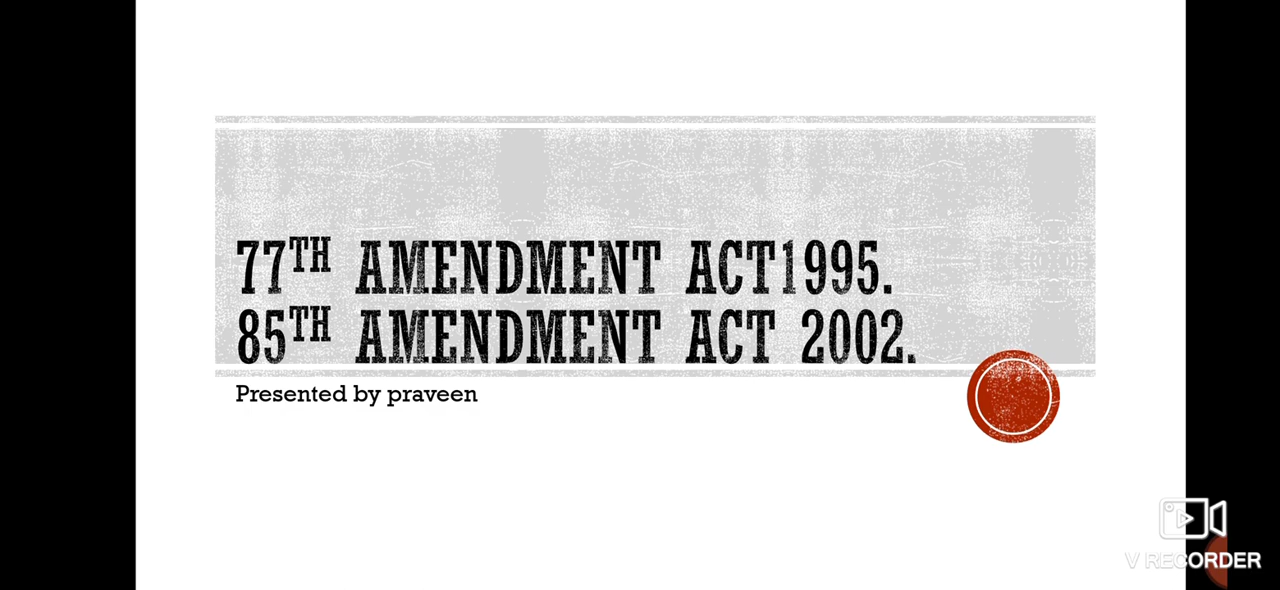 77TH AMENDMENT ACT1995.
85TH AMENDMENT ACT 2002.
Presented by praveen
V RECORDER